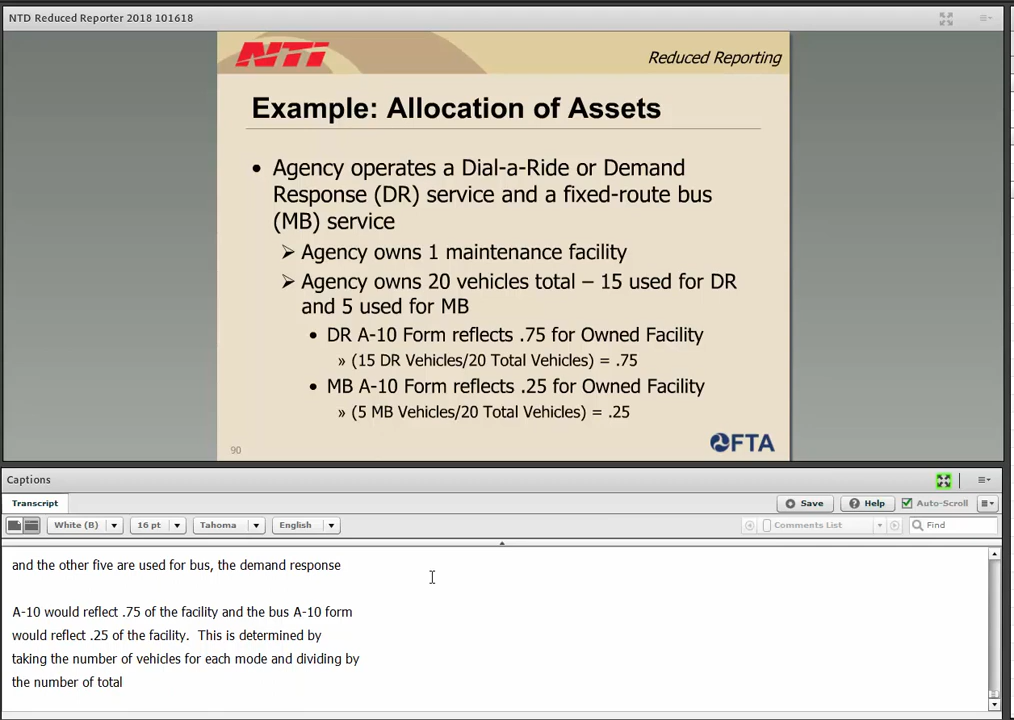 NTD Reduced Reporter 2018 101618
NTI
Reduced Reporting
Example: Allocation of Assets
• Agency operates a Dial-a-Ride or Demand
Response (DR) service and a fixed-route bus
(MB) service
➢ Agency owns 1 maintenance facility
➢ Agency owns 20 vehicles total – 15 used for DR
and 5 used for MB
• DR A-10 Form reflects .75 for Owned Facility
» (15 DR Vehicles/20 Total Vehicles) = .75
• MB A-10 Form reflects .25 for Owned Facility
» (5 MB Vehicles/20 Total Vehicles) = .25
90
FTA
Captions
Transcript
Save
Help
Auto-Scroll
White (B)
16 pt
Tahoma
English
Comments List
Find
and the other five are used for bus, the demand response
A-10 would reflect .75 of the facility and the bus A-10 form
would reflect .25 of the facility.  This is determined by
taking the number of vehicles for each mode and dividing by
the number of total